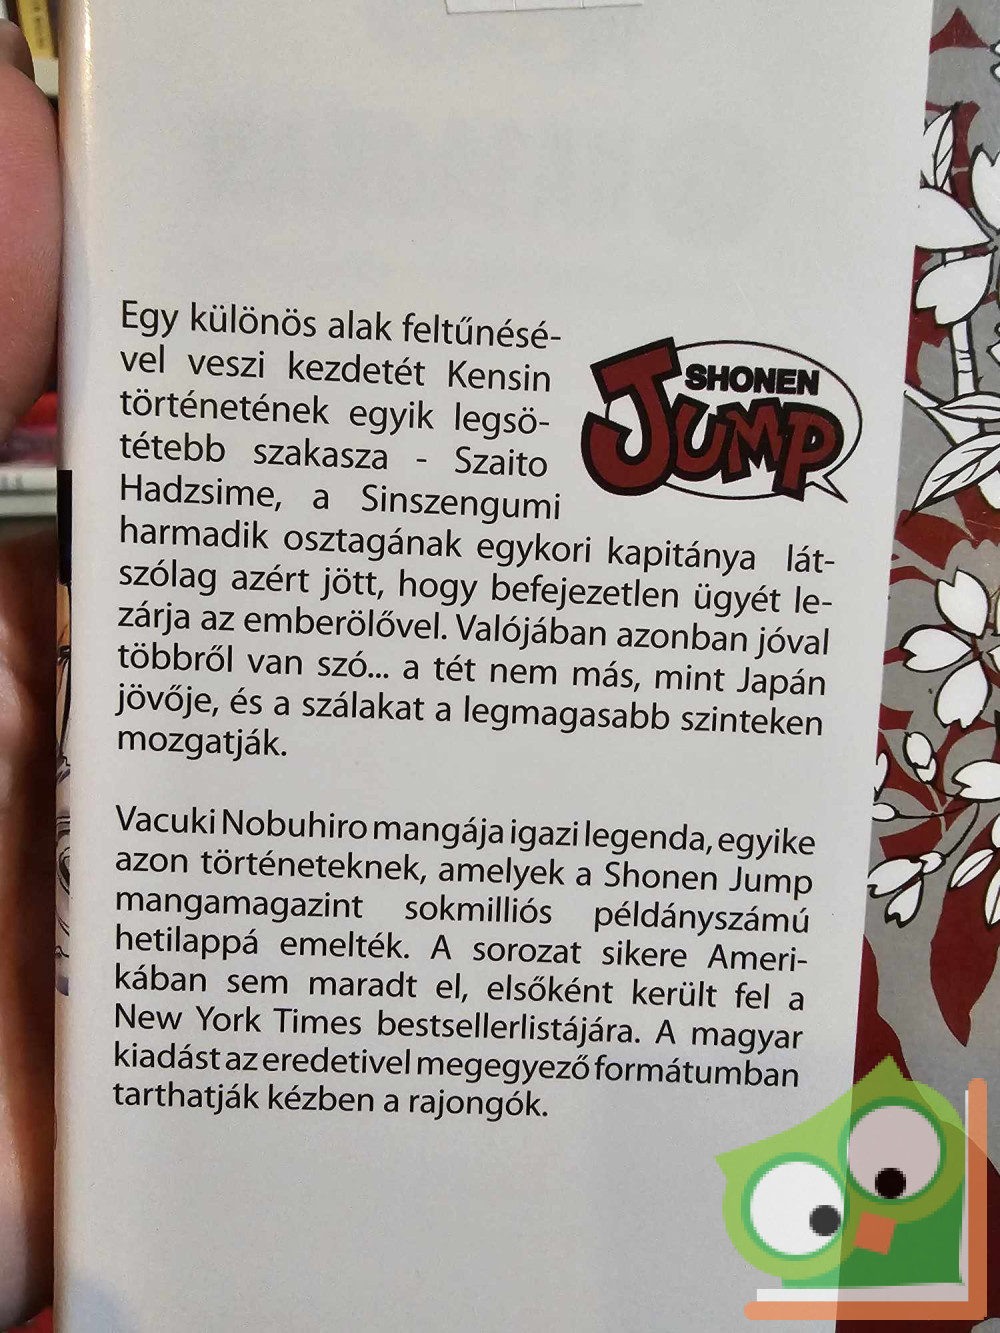 Egy különös alak feltűnésé-
vel veszi kezdetét Kensin
történetének egyik legsö-
tétebb szakasza - Szaito
Hadzsime, a Sinszengumi
SHONEN
JUMP
harmadik osztagának egykori kapitánya lát-
szólag azért jött, hogy befejezetlen ügyét le-
zárja az emberölővel. Valójában azonban jóval
többről van szó... a tét nem más, mint Japán
jövője, és a szálakat a legmagasabb szinteken
mozgatják.
Vacuki Nobuhiro mangája igazi legenda, egyike
azon történeteknek, amelyek a Shonen Jump
mangamagazint sokmilliós példányszámú
hetilappá emelték. A sorozat sikere Ameri-
kában sem maradt el, elsőként került fel a
New York Times bestsellerlistájára. A magyar
kiadást az eredetivel megegyező formátumban
tarthatják kézben a rajongók.